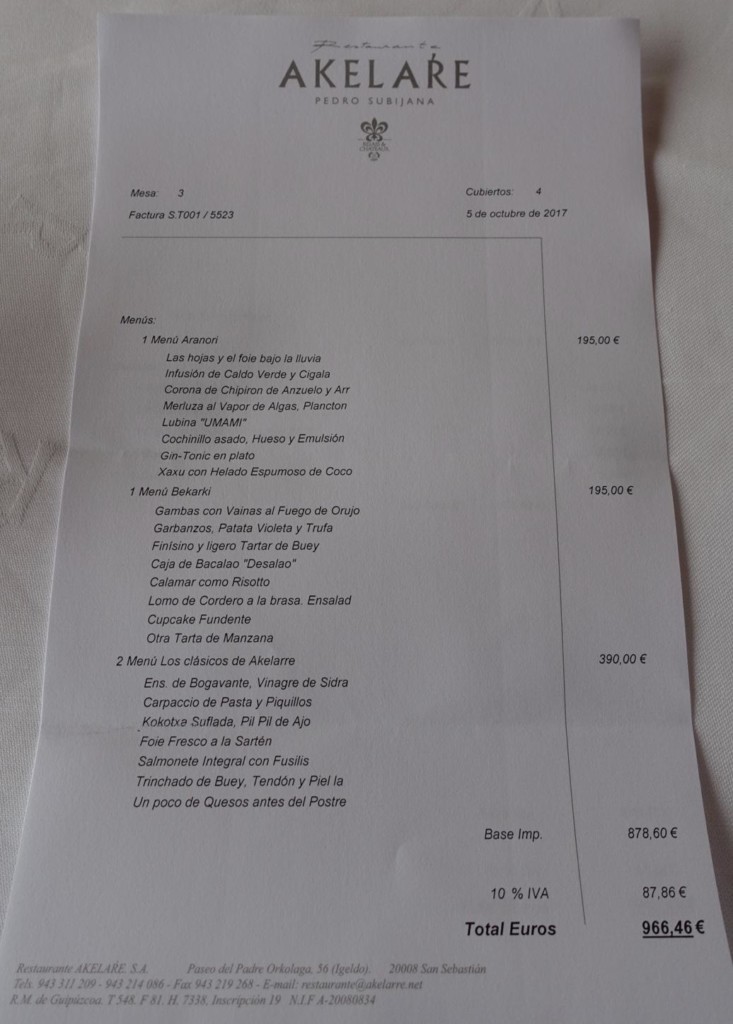 Restaurante
AKELAŔE
PEDRO SUBIJANA
RELAIS &
CHATEAUX
Mesa: 3 Cubiertos: 4
Factura S.T001 / 5523 5 de octubre de 2017
Menús:
1 Menú Aranori 195,00 €
Las hojas y el foie bajo la lluvia
Infusión de Caldo Verde y Cigala
Corona de Chipiron de Anzuelo y Arr
Merluza al Vapor de Algas, Plancton
Lubina "UMAMI"
Cochinillo asado, Hueso y Emulsión
Gin-Tonic en plato
Xaxu con Helado Espumoso de Coco
1 Menú Bekarki 195,00 €
Gambas con Vainas al Fuego de Orujo
Garbanzos, Patata Violeta y Trufa
Finísino y ligero Tartar de Buey
Caja de Bacalao "Desalao"
Calamar como Risotto
Lomo de Cordero a la brasa. Ensalad
Cupcake Fundente
Otra Tarta de Manzana
2 Menú Los clásicos de Akelarre 390,00 €
Ens. de Bogavante, Vinagre de Sidra
Carpaccio de Pasta y Piquillos
Kokotxa Suflada, Pil Pil de Ajo
Foie Fresco a la Sartén
Salmonete Integral con Fusilis
Trinchado de Buey, Tendón y Piel la
Un poco de Quesos antes del Postre
Base Imp. 878,60 €
10 % IVA 87,86 €
Total Euros 966,46 €
Restaurante AKELAŔE. S.A. Paseo del Padre Orkolaga, 56 (Igeldo). 20008 San Sebastián
Tels. 943 311 209 - 943 214 086 - Fax 943 219 268 - E-mail: restaurante@akelarre.net
R.M. de Guipúzcoa. T 548, F 81, H. 7338, Inscripción 19 N.I.F A-20080834